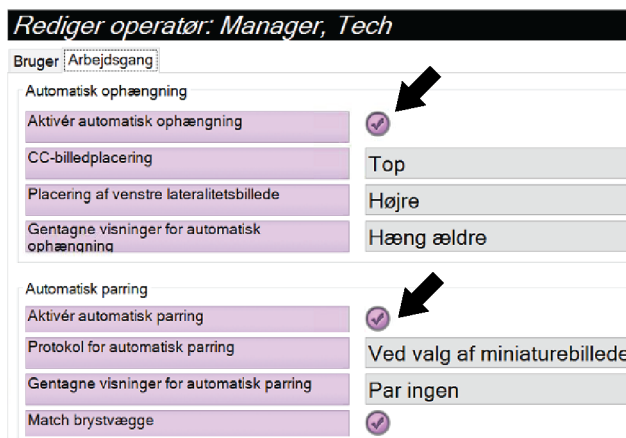 Rediger operatør: Manager, Tech
Bruger Arbejdsgang
Automatisk ophængning
Aktivér automatisk ophængning
CC-billedplacering Top
Placering af venstre lateralitetsbillede Højre
Gentagne visninger for automatisk
ophængning Hæng ældre
Automatisk parring
Aktivér automatisk parring
Protokol for automatisk parring Ved valg af miniaturebillede
Gentagne visninger for automatisk parring Par ingen
Match brystvægge